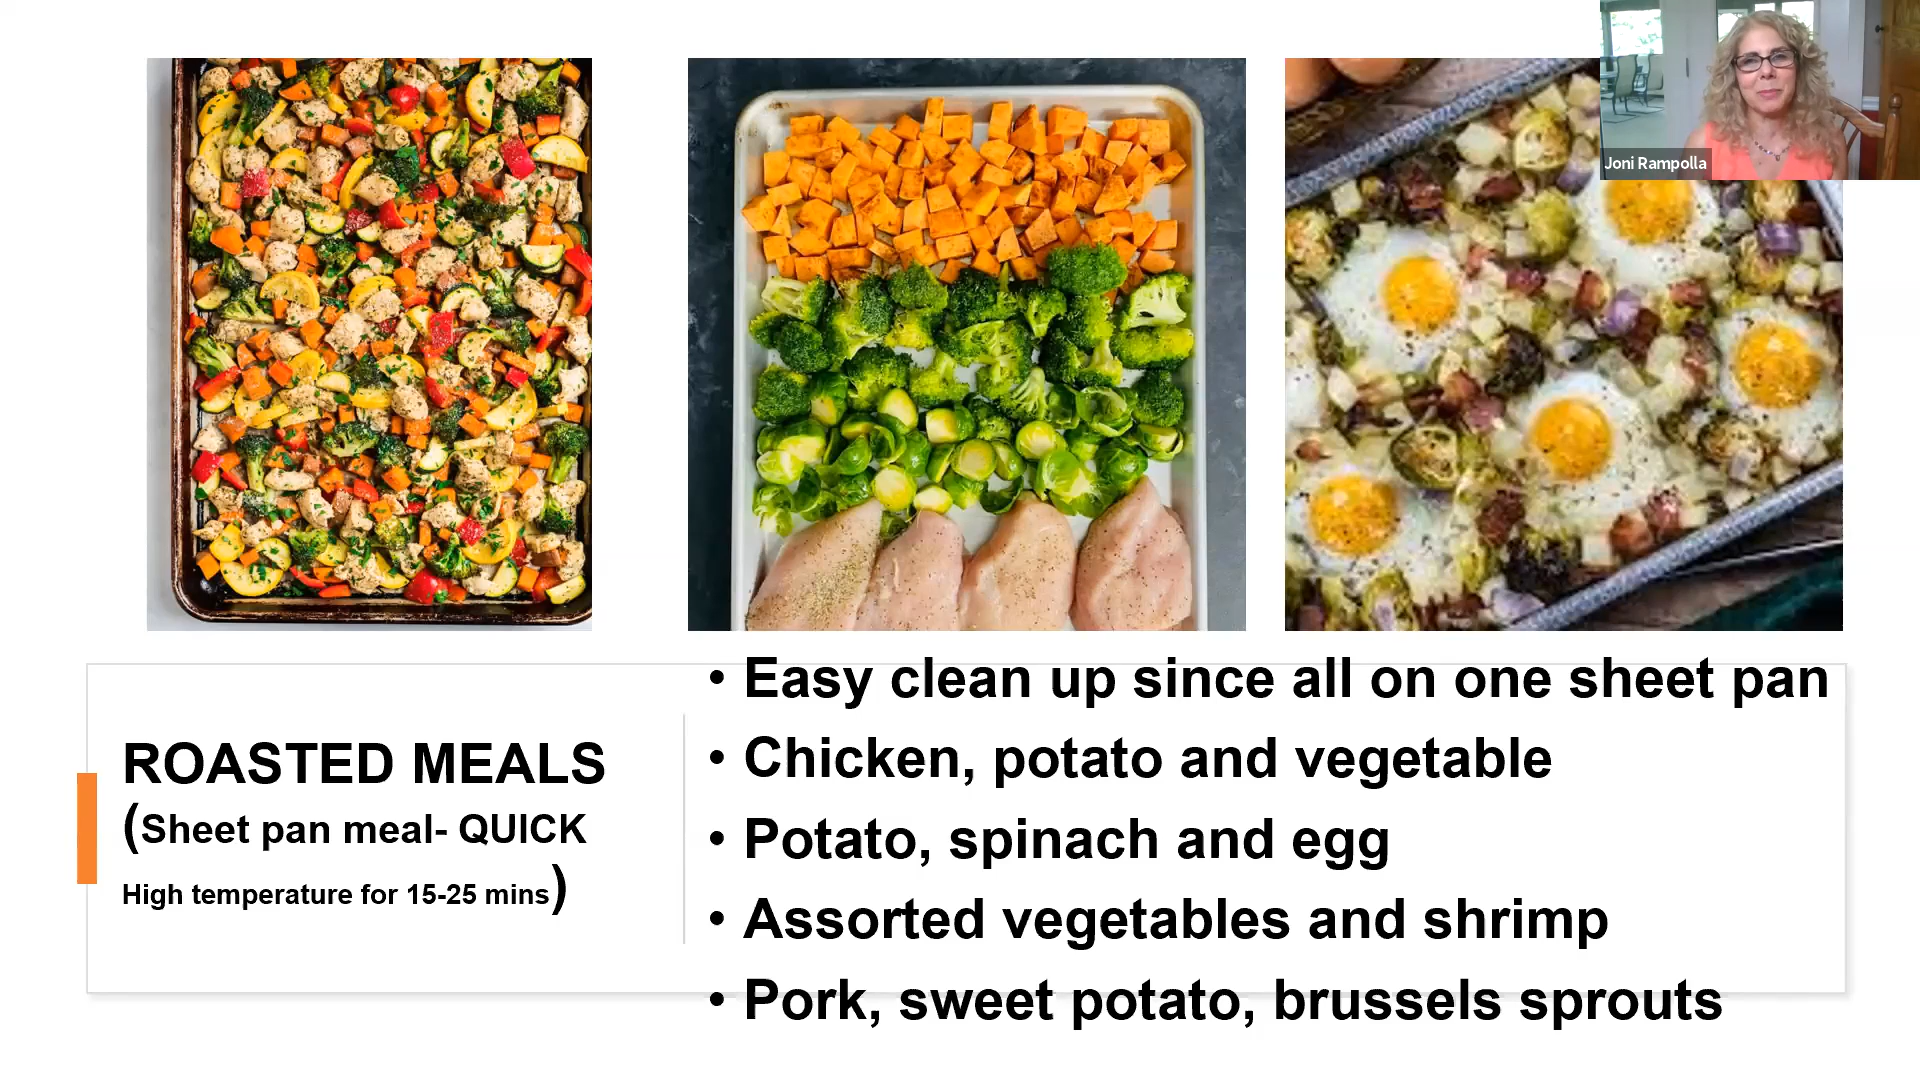 Joni Rampolla
ROASTED MEALS
(Sheet pan meal- QUICK
High temperature for 15-25 mins)
• Easy clean up since all on one sheet pan
• Chicken, potato and vegetable
• Potato, spinach and egg
• Assorted vegetables and shrimp
• Pork, sweet potato, brussels sprouts